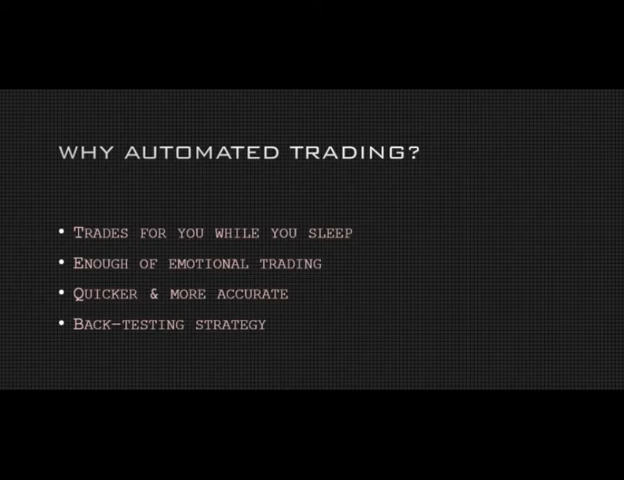 WHY AUTOMATED TRADING?
• TRADES FOR YOU WHILE YOU SLEEP
• ENOUGH OF EMOTIONAL TRADING
• QUICKER & MORE ACCURATE
• BACK-TESTING STRATEGY